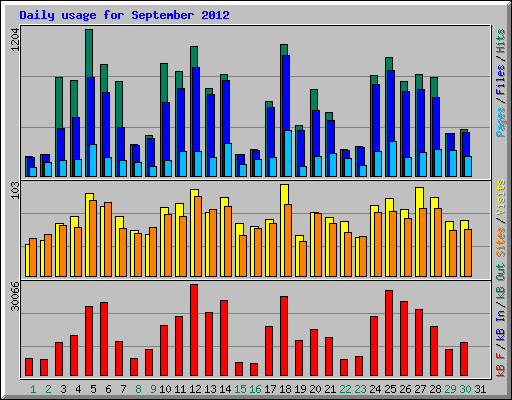 Daily usage for September 2012
1204
Pages / Files / Hits
103
Sites / Visits
30066
kB F / kB In / kB Out
1 2 3 4 5 6 7 8 9 10 11 12 13 14 15 16 17 18 19 20 21 22 23 24 25 26 27 28 29 30 31